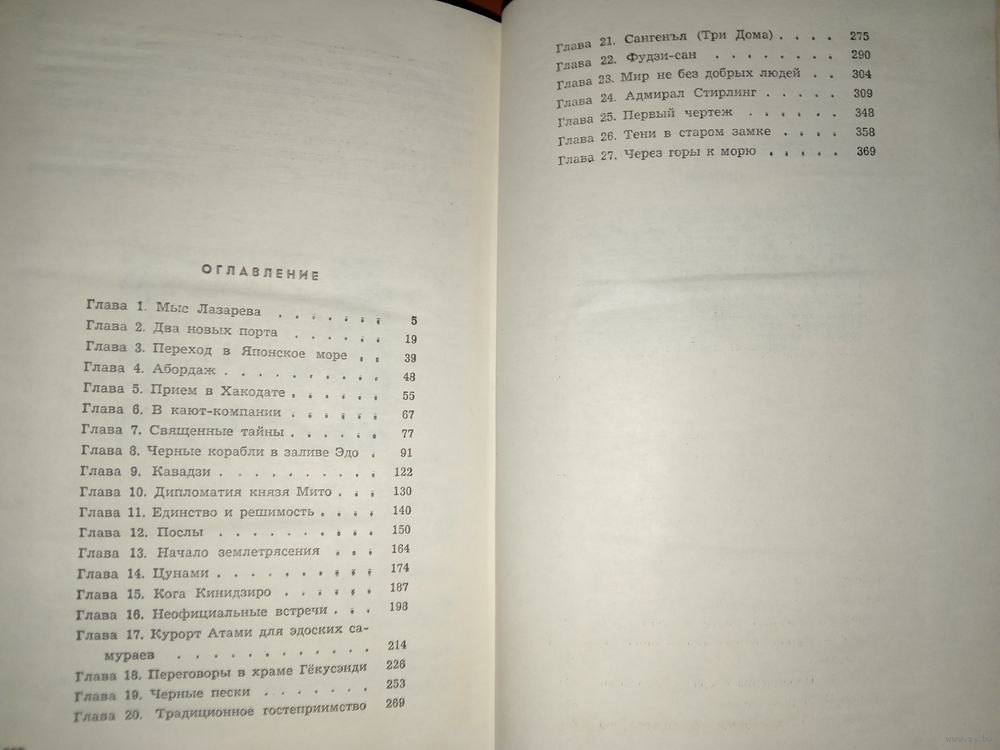 ОГЛАВЛЕНИЕ
Глава 1. Мыс Лазарева . . . . . . 5
Глава 2. Два новых порта . . . . . 19
Глава 3. Переход в Японское море . . 39
Глава 4. Абордаж . . . . . . . . 48
Глава 5. Прием в Хакодате . . . . . 55
Глава 6. В кают-компании . . . . . 67
Глава 7. Священные тайны . . . . . 77
Глава 8. Черные корабли в заливе Эдо . 91
Глава 9. Кавадзи . . . . . . . . . 122
Глава 10. Дипломатия князя Мито . . . 130
Глава 11. Единство и решимость . . . . 140
Глава 12. Послы . . . . . . . . . 150
Глава 13. Начало землетрясения . . . 164
Глава 14. Цунами . . . . . . . . . 174
Глава 15. Кога Кинидзиро . . . . . . 187
Глава 16. Неофициальные встречи . . . 198
Глава 17. Курорт Атами для эдоских са-
мураев . . . . . . . . . . 214
Глава 18. Переговоры в храме Гёкусэнди 226
Глава 19. Черные пески . . . . . . . 253
Глава 20. Традиционное гостеприимство 269
Глава 21. Сангенъя (Три Дома) . . . . 275
Глава 22. Фудзи-сан . . . . . . . . 290
Глава 23. Мир не без добрых людей . . 304
Глава 24. Адмирал Стирлинг . . . . . 309
Глава 25. Первый чертеж . . . . . . 348
Глава 26. Тени в старом замке . . . . 358
Глава 27. Через горы к морю . . . . . 369